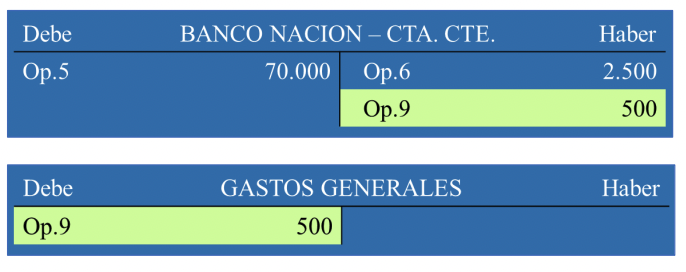 Debe BANCO NACION – CTA. CTE. Haber
Op.5 70.000 Op.6 2.500
Op.9 500
Debe GASTOS GENERALES Haber
Op.9 500